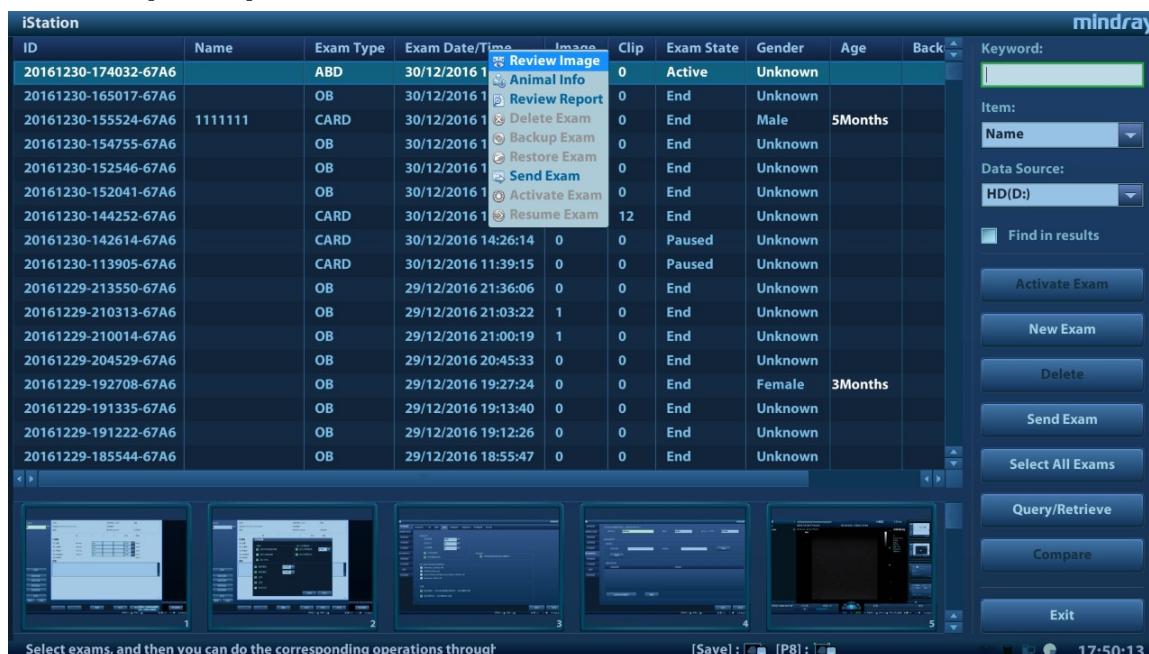 iStation mindray
ID Name Exam Type Exam Date/Time Image Clip Exam State Gender Age Back
20161230-174032-67A6 ABD 30/12/2016 1 0 Active Unknown
20161230-165017-67A6 OB 30/12/2016 1 0 End Unknown
20161230-155524-67A6 1111111 CARD 30/12/2016 1 0 End Male 5Months
20161230-154755-67A6 OB 30/12/2016 1 0 End Unknown
20161230-152546-67A6 OB 30/12/2016 1 0 End Unknown
20161230-152041-67A6 OB 30/12/2016 1 0 End Unknown
20161230-144252-67A6 CARD 30/12/2016 1 12 End Unknown
20161230-142614-67A6 CARD 30/12/2016 14:26:14 0 0 Paused Unknown
20161230-113905-67A6 CARD 30/12/2016 11:39:15 0 0 Paused Unknown
20161229-213550-67A6 OB 29/12/2016 21:36:06 0 0 End Unknown
20161229-210313-67A6 OB 29/12/2016 21:03:22 1 0 End Unknown
20161229-210014-67A6 OB 29/12/2016 21:00:19 1 0 End Unknown
20161229-204529-67A6 OB 29/12/2016 20:45:33 0 0 End Unknown
20161229-192708-67A6 OB 29/12/2016 19:27:24 0 0 End Female 3Months
20161229-191335-67A6 OB 29/12/2016 19:13:40 0 0 End Unknown
20161229-191222-67A6 OB 29/12/2016 19:12:26 0 0 End Unknown
20161229-185544-67A6 OB 29/12/2016 18:55:47 0 0 End Unknown
Review Image
Animal Info
Review Report
Delete Exam
Backup Exam
Restore Exam
Send Exam
Activate Exam
Resume Exam
Keyword:
Item:
Name
Data Source:
HD(D:)
Find in results
Activate Exam
New Exam
Delete
Send Exam
Select All Exams
Query/Retrieve
Compare
Exit
1 2 3 4 5
Select exams, and then you can do the corresponding operations through [Save] : [P8] : 17:50:13